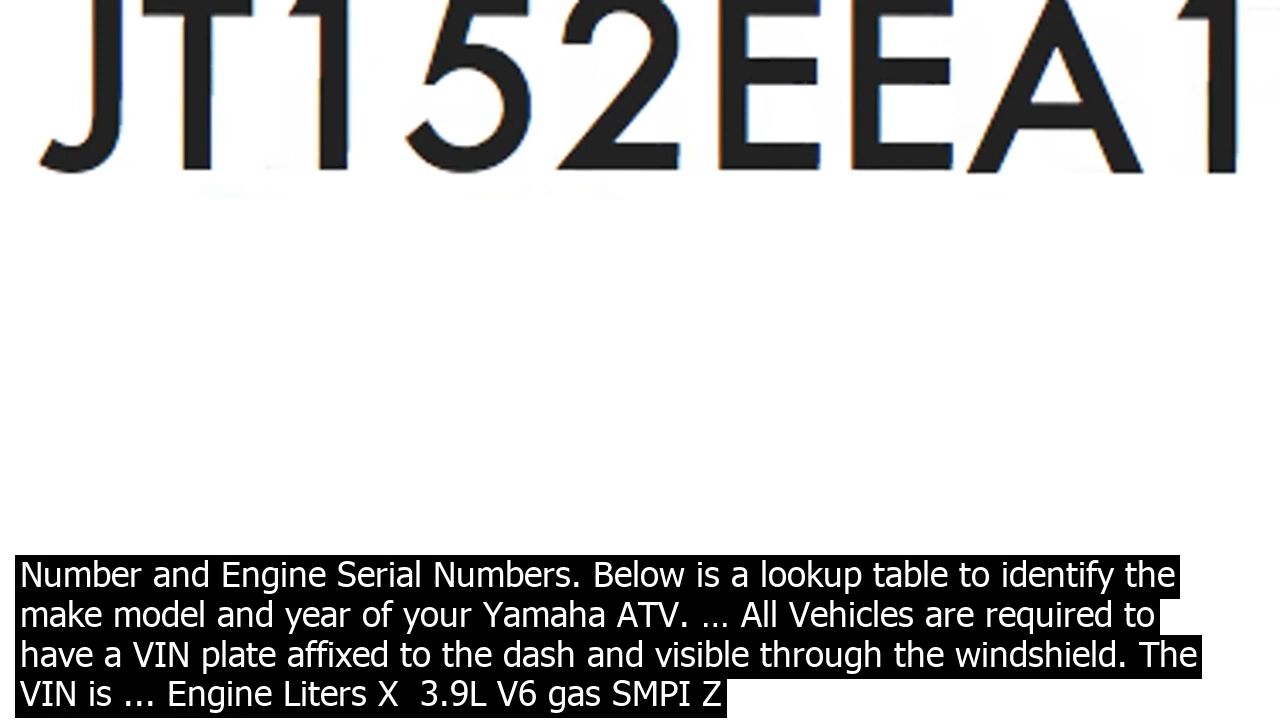 JT152EEA1
Number and Engine Serial Numbers. Below is a lookup table to identify the
make model and year of your Yamaha ATV. ... All Vehicles are required to
have a VIN plate affixed to the dash and visible through the windshield. The
VIN is ... Engine Liters X  3.9L V6 gas SMPI Z